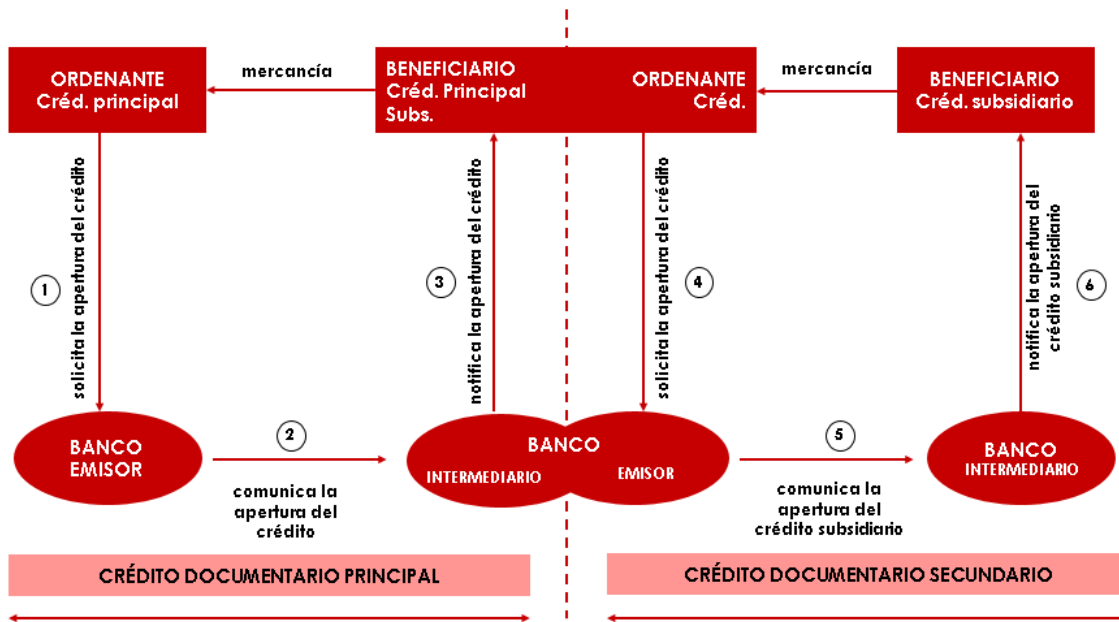 ORDENANTE
Créd. principal
mercancía
BENEFICIARIO
Créd. Principal
Subs.
ORDENANTE
Créd.
mercancía
BENEFICIARIO
Créd. subsidiario
1
solicita la apertura del crédito
3
notifica la apertura del crédito
solicita la apertura del crédito
4
notifica la apertura del
crédito subsidiario
6
BANCO
EMISOR
2
comunica la
apertura del
crédito
BANCO
INTERMEDIARIO
EMISOR
5
comunica la
apertura del
crédito subsidiario
BANCO
INTERMEDIARIO
CRÉDITO DOCUMENTARIO PRINCIPAL
CRÉDITO DOCUMENTARIO SECUNDARIO